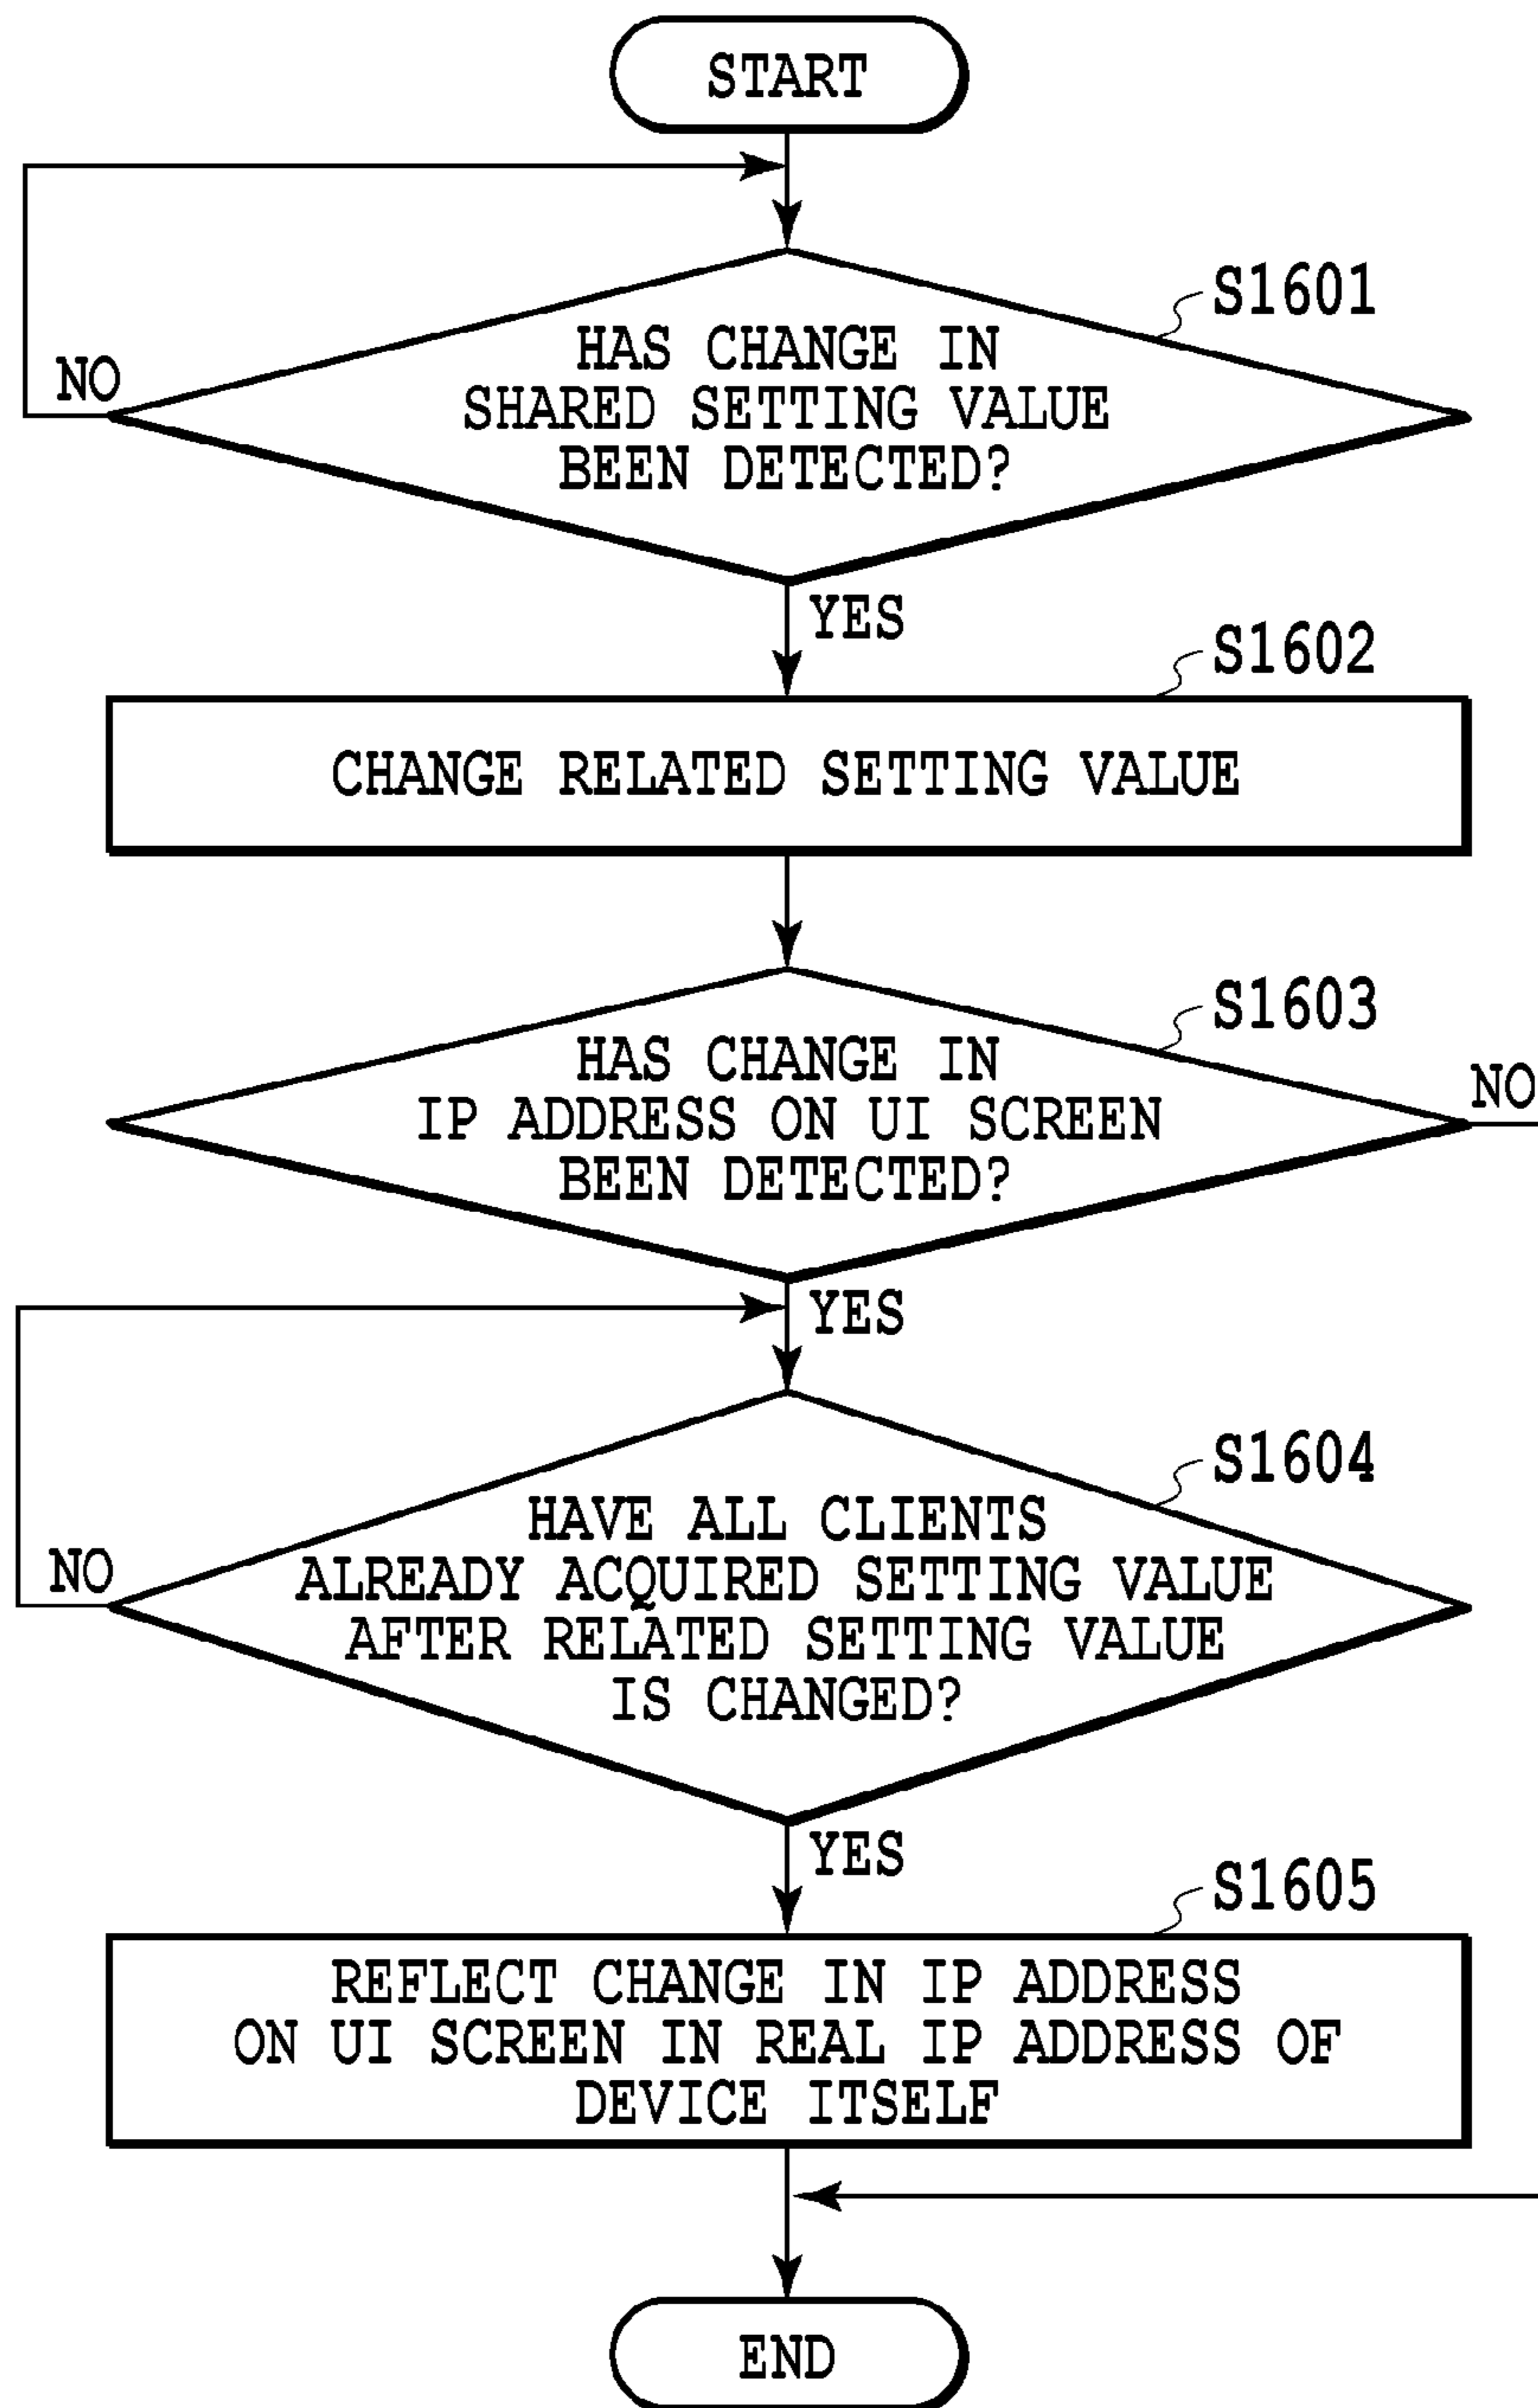 START
S1601
HAS CHANGE IN
SHARED SETTING VALUE
BEEN DETECTED?
NO
YES
S1602
CHANGE RELATED SETTING VALUE
S1603
HAS CHANGE IN
IP ADDRESS ON UI SCREEN
BEEN DETECTED?
NO
YES
S1604
HAVE ALL CLIENTS
ALREADY ACQUIRED SETTING VALUE
AFTER RELATED SETTING VALUE
IS CHANGED?
NO
YES
S1605
REFLECT CHANGE IN IP ADDRESS
ON UI SCREEN IN REAL IP ADDRESS OF
DEVICE ITSELF
END